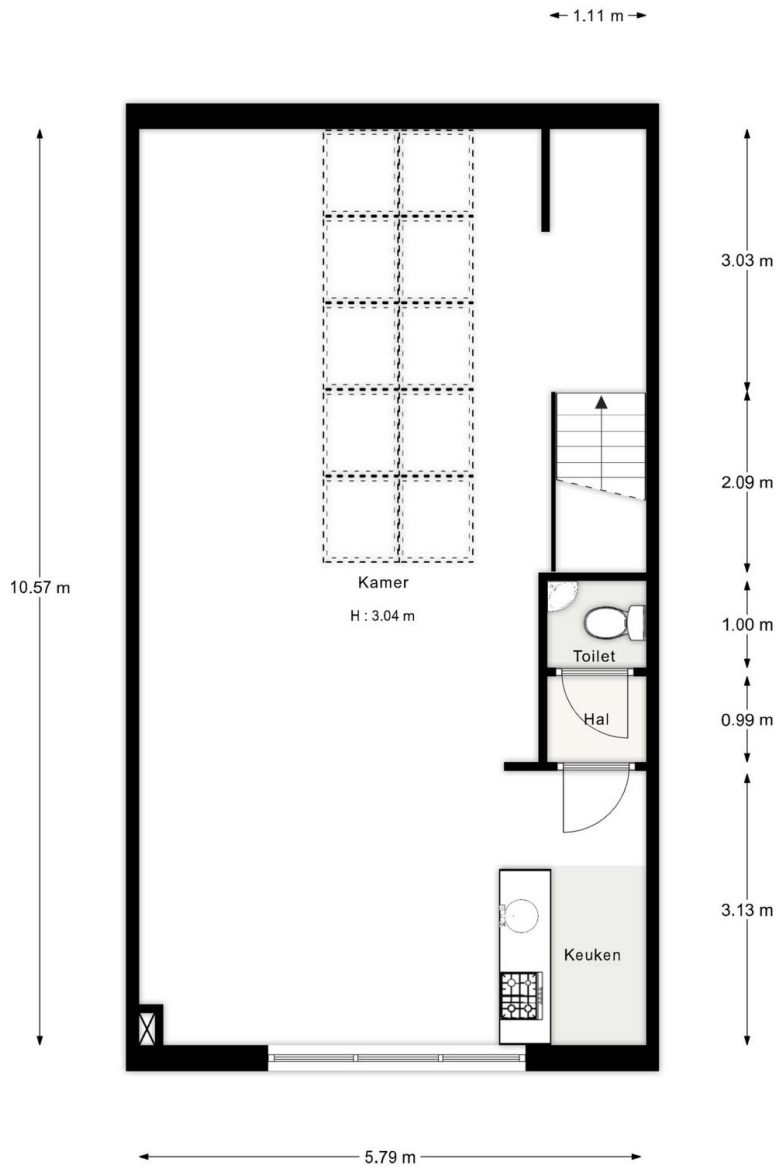 1.11 m
3.03 m
2.09 m
10.57 m
Kamer
H : 3.04 m
1.00 m
Toilet
0.99 m
Hal
3.13 m
Keuken
5.79 m